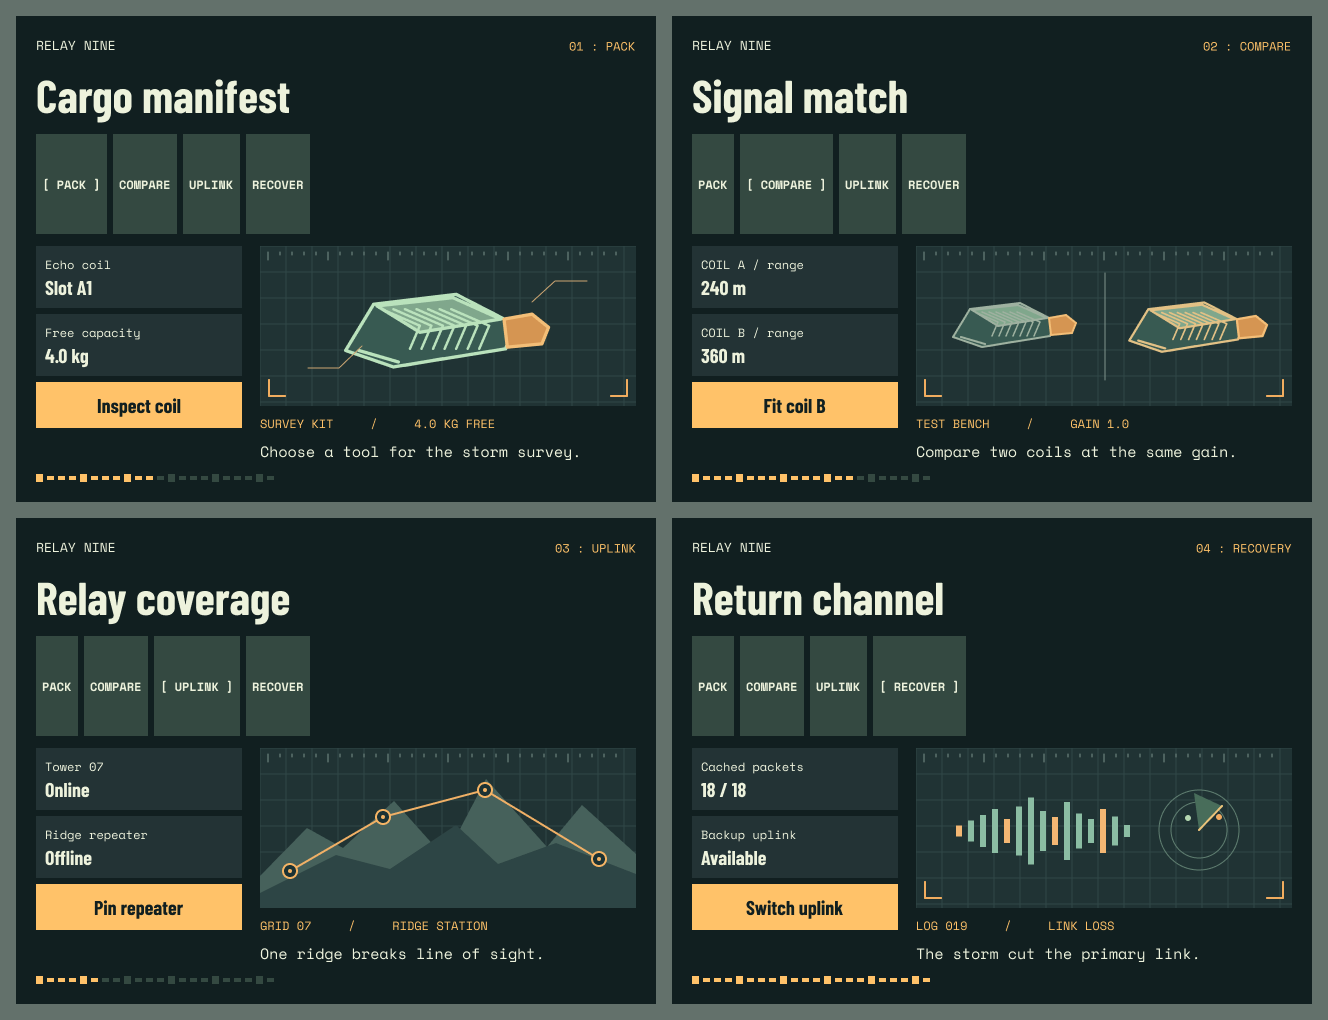 RELAY NINE
01 : PACK
Cargo manifest
[ PACK ] COMPARE UPLINK RECOVER
Echo coil
Slot A1
Free capacity
4.0 kg
Inspect coil
SURVEY KIT / 4.0 KG FREE
Choose a tool for the storm survey.
RELAY NINE
02 : COMPARE
Signal match
PACK [ COMPARE ] UPLINK RECOVER
COIL A / range
240 m
COIL B / range
360 m
Fit coil B
TEST BENCH / GAIN 1.0
Compare two coils at the same gain.
RELAY NINE
03 : UPLINK
Relay coverage
PACK COMPARE [ UPLINK ] RECOVER
Tower 07
Online
Ridge repeater
Offline
Pin repeater
GRID 07 / RIDGE STATION
One ridge breaks line of sight.
RELAY NINE
04 : RECOVERY
Return channel
PACK COMPARE UPLINK [ RECOVER ]
Cached packets
18 / 18
Backup uplink
Available
Switch uplink
LOG 019 / LINK LOSS
The storm cut the primary link.